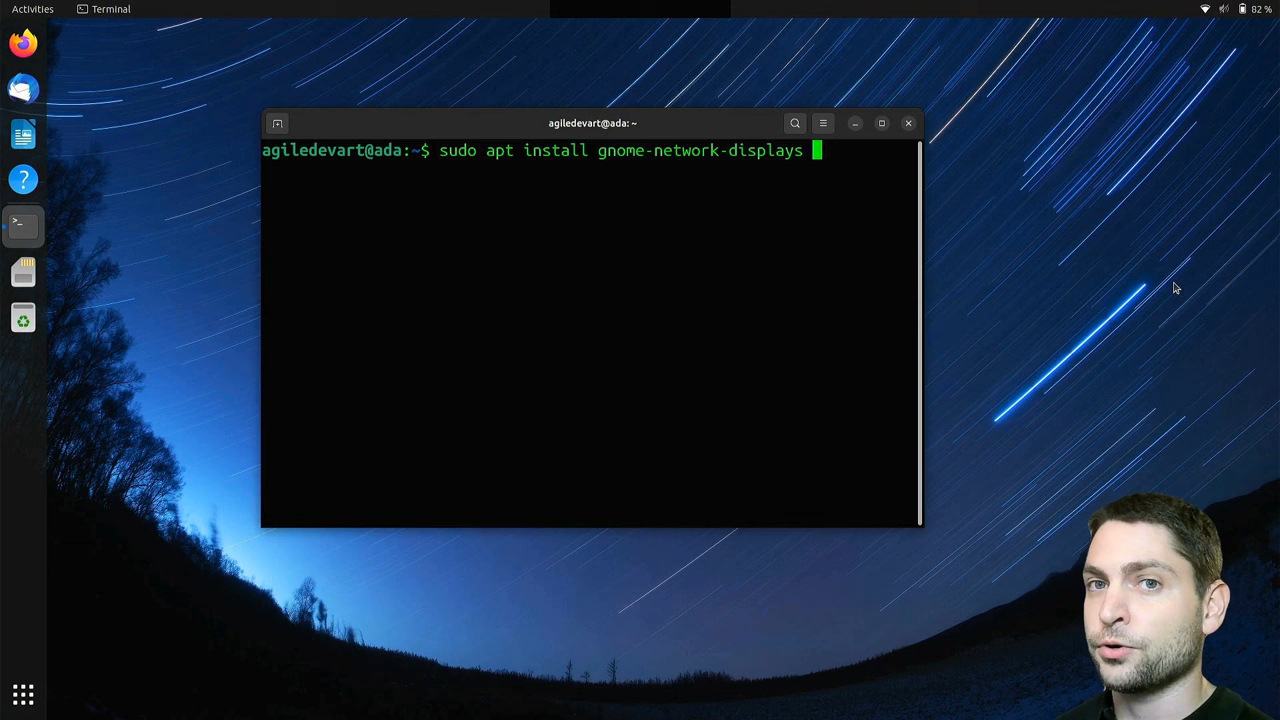 Activities
Terminal
82 %
agiledevart@ada: ~
agiledevart@ada:~$ sudo apt install gnome-network-displays